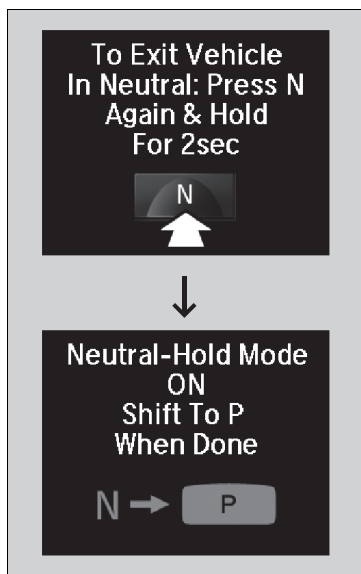 To Exit Vehicle
In Neutral: Press N
Again & Hold
For 2sec
N
Neutral-Hold Mode
ON
Shift To P
When Done
N P